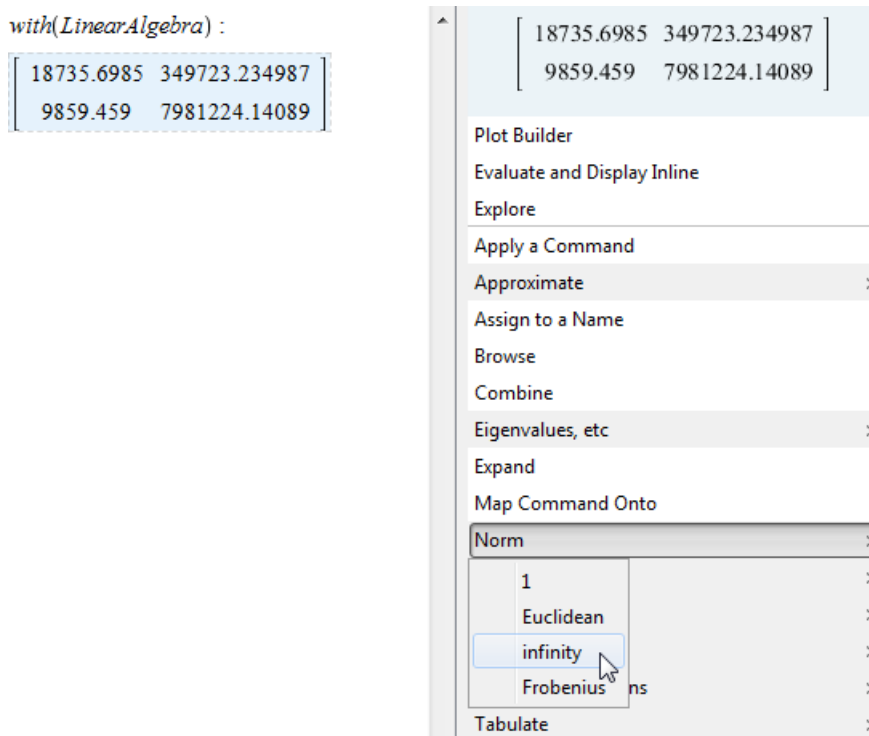 with(LinearAlgebra) :
18735.6985 349723.234987
9859.459 7981224.14089
18735.6985 349723.234987
9859.459 7981224.14089
Plot Builder
Evaluate and Display Inline
Explore
Apply a Command
Approximate
Assign to a Name
Browse
Combine
Eigenvalues, etc
Expand
Map Command Onto
Norm
1
Euclidean
infinity
Frobenius
Tabulate